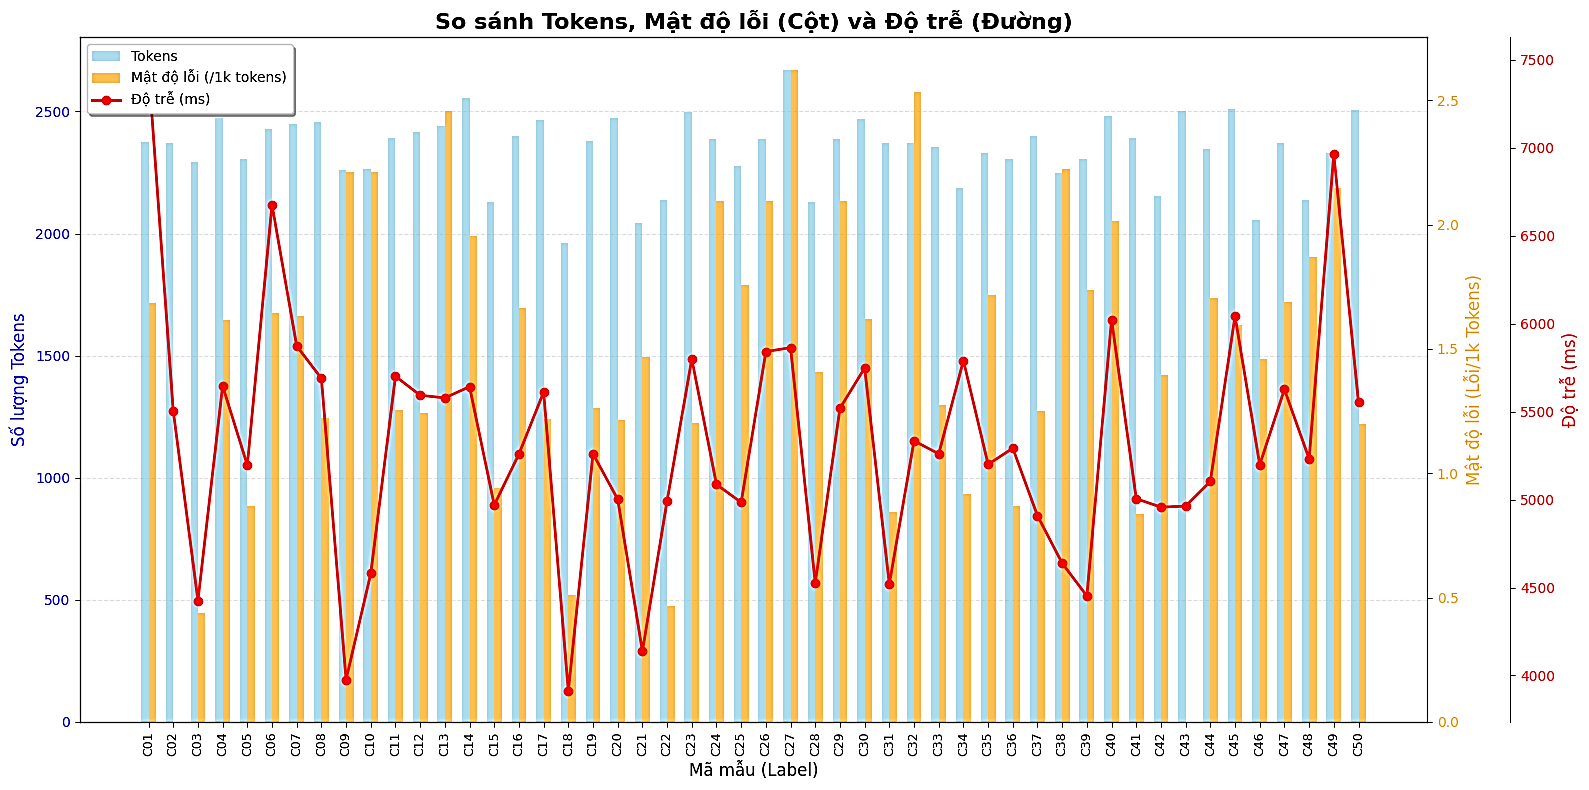 So sánh Tokens, Mật độ lỗi (Cột) và Độ trễ (Đường)
Tokens
Mật độ lỗi (/1k tokens)
Độ trễ (ms)
Số lượng Tokens
2500
2000
1500
1000
500
0
2.5
2.0
1.5
1.0
0.5
0.0
Mật độ lỗi (Lỗi/1k Tokens)
7500
7000
6500
6000
5500
5000
4500
4000
Độ trễ (ms)
C01 C02 C03 C04 C05 C06 C07 C08 C09 C10 C11 C12 C13 C14 C15 C16 C17 C18 C19 C20 C21 C22 C23 C24 C25 C26 C27 C28 C29 C30 C31 C32 C33 C34 C35 C36 C37 C38 C39 C40 C41 C42 C43 C44 C45 C46 C47 C48 C49 C50
Mã mẫu (Label)